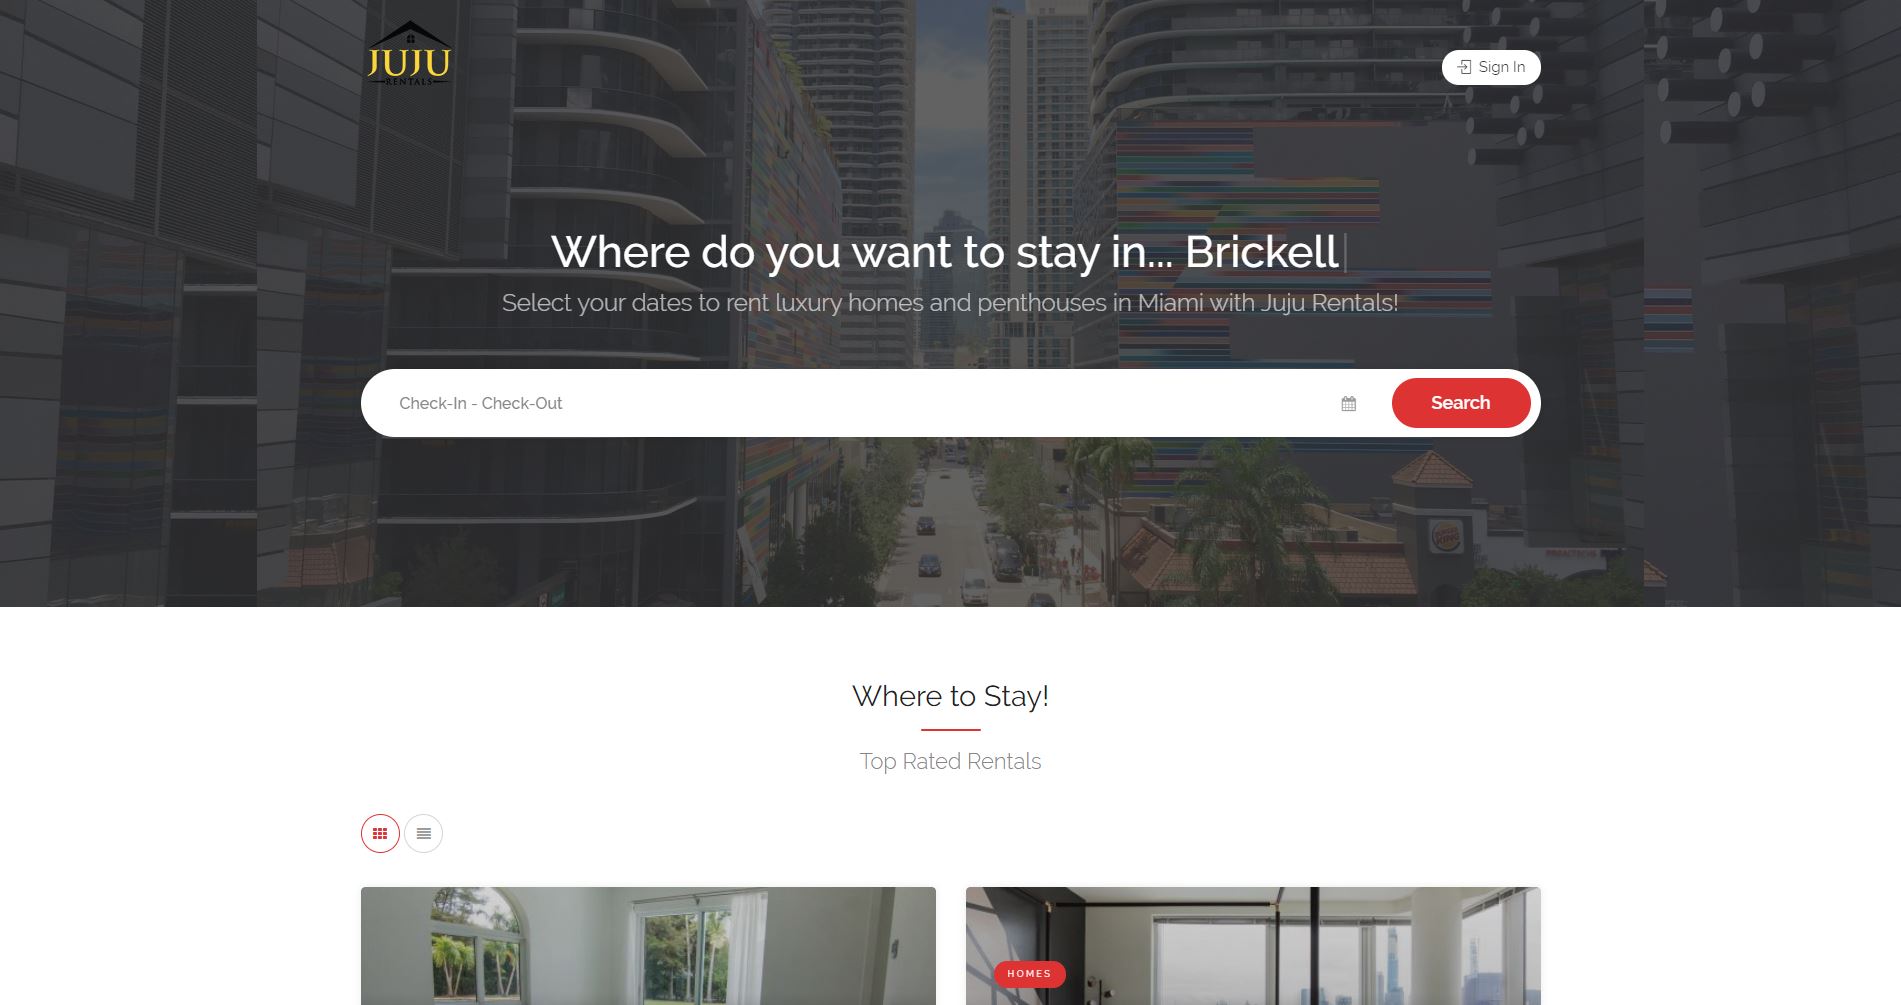 JUJU
RENTALS
Sign In
Where do you want to stay in... Brickell
Select your dates to rent luxury homes and penthouses in Miami with Juju Rentals!
Check-In - Check-Out
Search
BURGER
KING
Where to Stay!
Top Rated Rentals
HOMES